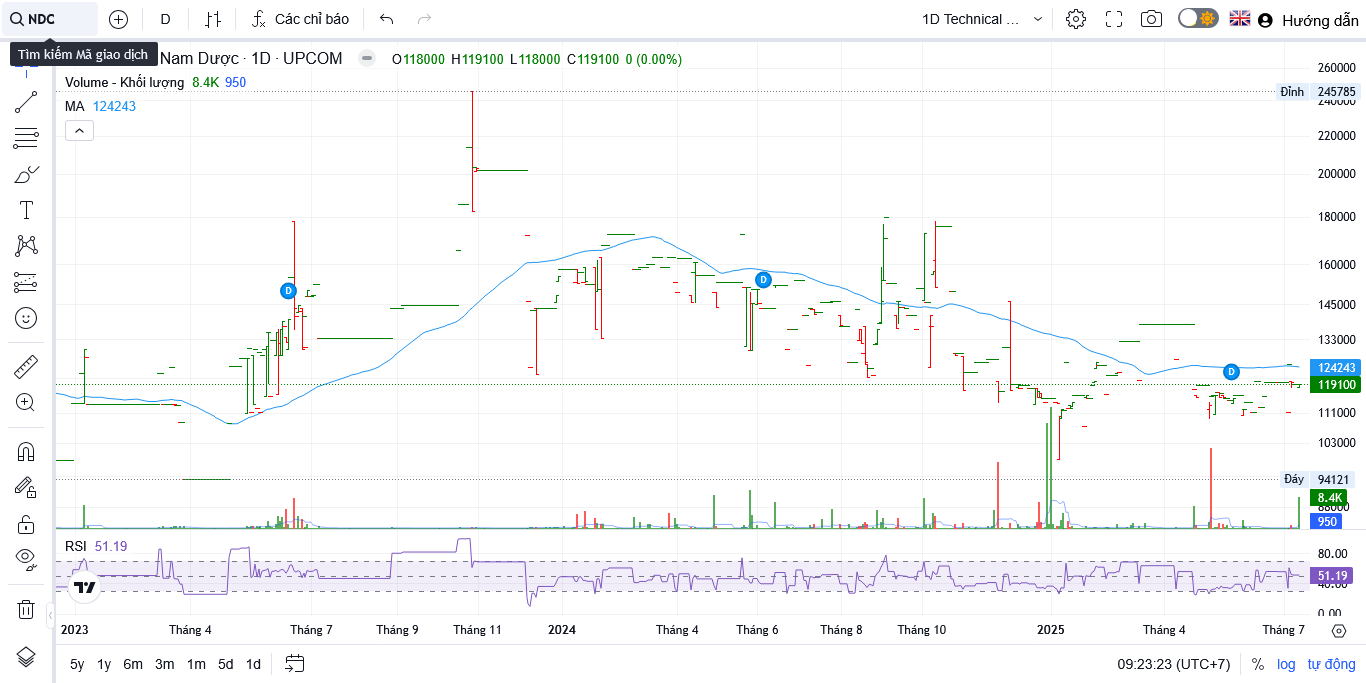 NDC
D
Các chỉ báo
1D Technical ...
Hướng dẫn
Tìm kiếm Mã giao dịch
Nam Dược · 1D · UPCOM
O118000 H119100 L118000 C119100 0 (0.00%)
Volume - Khối lượng 8.4K 950
MA 124243
260000
Đỉnh 245785
240000
220000
200000
180000
160000
145000
133000
124243
119100
111000
103000
Đáy 94121
8.4K
88000
950
D
D
D
RSI 51.19
80.00
51.19
40.00
0.00
2023 Tháng 4 Tháng 7 Tháng 9 Tháng 11 2024 Tháng 4 Tháng 6 Tháng 8 Tháng 10 2025 Tháng 4 Tháng 7
5y 1y 6m 3m 1m 5d 1d
09:23:23 (UTC+7) % log tự động